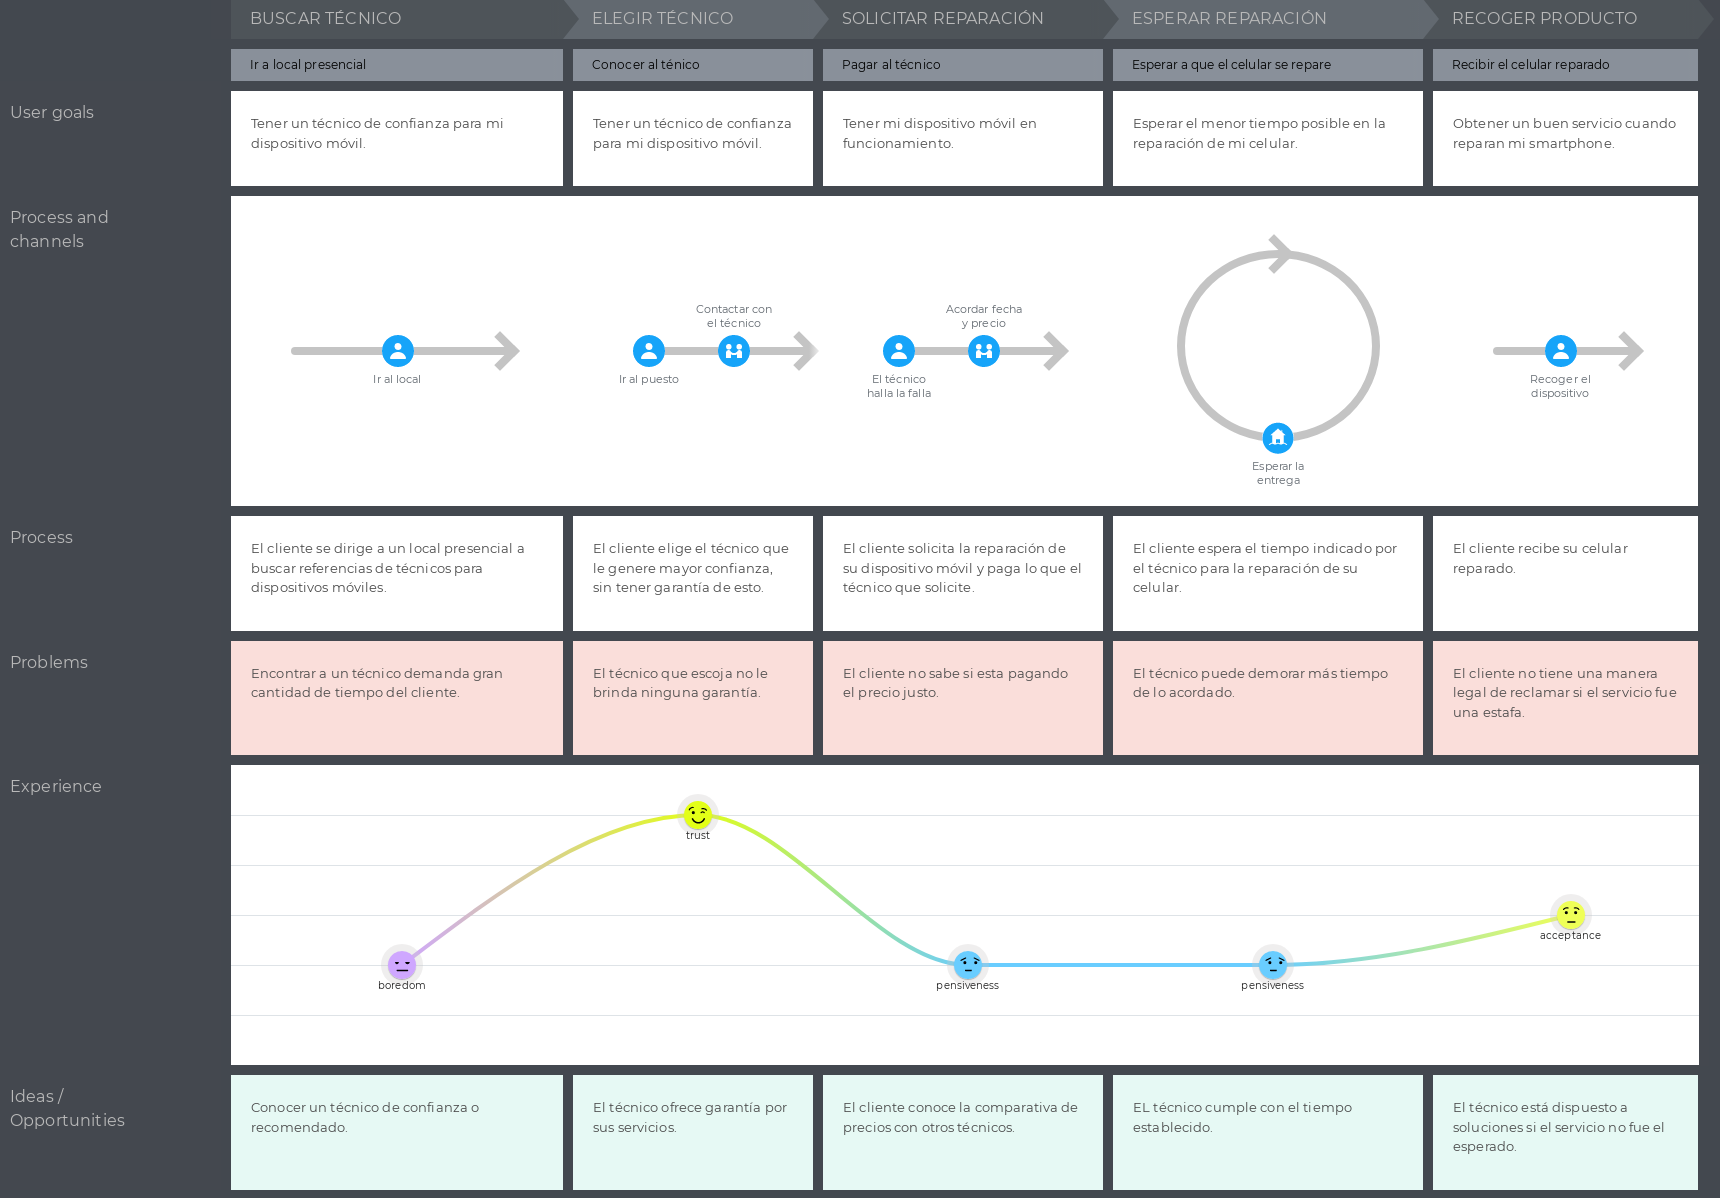 BUSCAR TÉCNICO
ELEGIR TÉCNICO
SOLICITAR REPARACIÓN
ESPERAR REPARACIÓN
RECOGER PRODUCTO
Ir a local presencial
Conocer al ténico
Pagar al técnico
Esperar a que el celular se repare
Recibir el celular reparado
User goals
Tener un técnico de confianza para mi
dispositivo móvil.
Tener un técnico de confianza
para mi dispositivo móvil.
Tener mi dispositivo móvil en
funcionamiento.
Esperar el menor tiempo posible en la
reparación de mi celular.
Obtener un buen servicio cuando
reparan mi smartphone.
Process and
channels
Ir al local
Ir al puesto
Contactar con
el técnico
El técnico
halla la falla
Acordar fecha
y precio
Esperar la
entrega
Recoger el
dispositivo
Process
El cliente se dirige a un local presencial a
buscar referencias de técnicos para
dispositivos móviles.
El cliente elige el técnico que
le genere mayor confianza,
sin tener garantía de esto.
El cliente solicita la reparación de
su dispositivo móvil y paga lo que el
técnico que solicite.
El cliente espera el tiempo indicado por
el técnico para la reparación de su
celular.
El cliente recibe su celular
reparado.
Problems
Encontrar a un técnico demanda gran
cantidad de tiempo del cliente.
El técnico que escoja no le
brinda ninguna garantía.
El cliente no sabe si esta pagando
el precio justo.
El técnico puede demorar más tiempo
de lo acordado.
El cliente no tiene una manera
legal de reclamar si el servicio fue
una estafa.
Experience
boredom
trust
pensiveness
pensiveness
acceptance
Ideas /
Opportunities
Conocer un técnico de confianza o
recomendado.
El técnico ofrece garantía por
sus servicios.
El cliente conoce la comparativa de
precios con otros técnicos.
EL técnico cumple con el tiempo
establecido.
El técnico está dispuesto a
soluciones si el servicio no fue el
esperado.